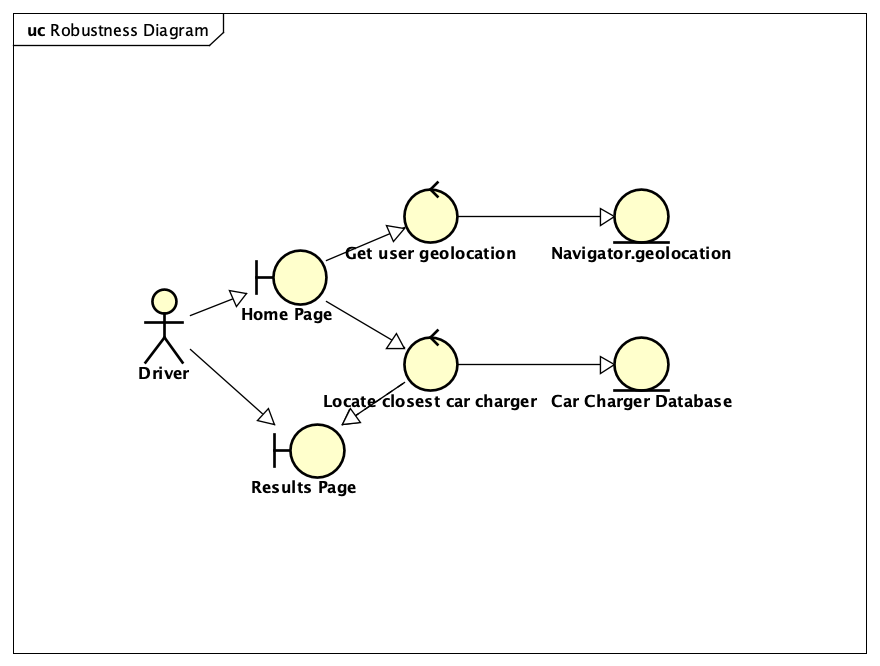 uc Robustness Diagram
Get user geolocation
Navigator.geolocation
Home Page
Driver
Locate closest car charger
Car Charger Database
Results Page